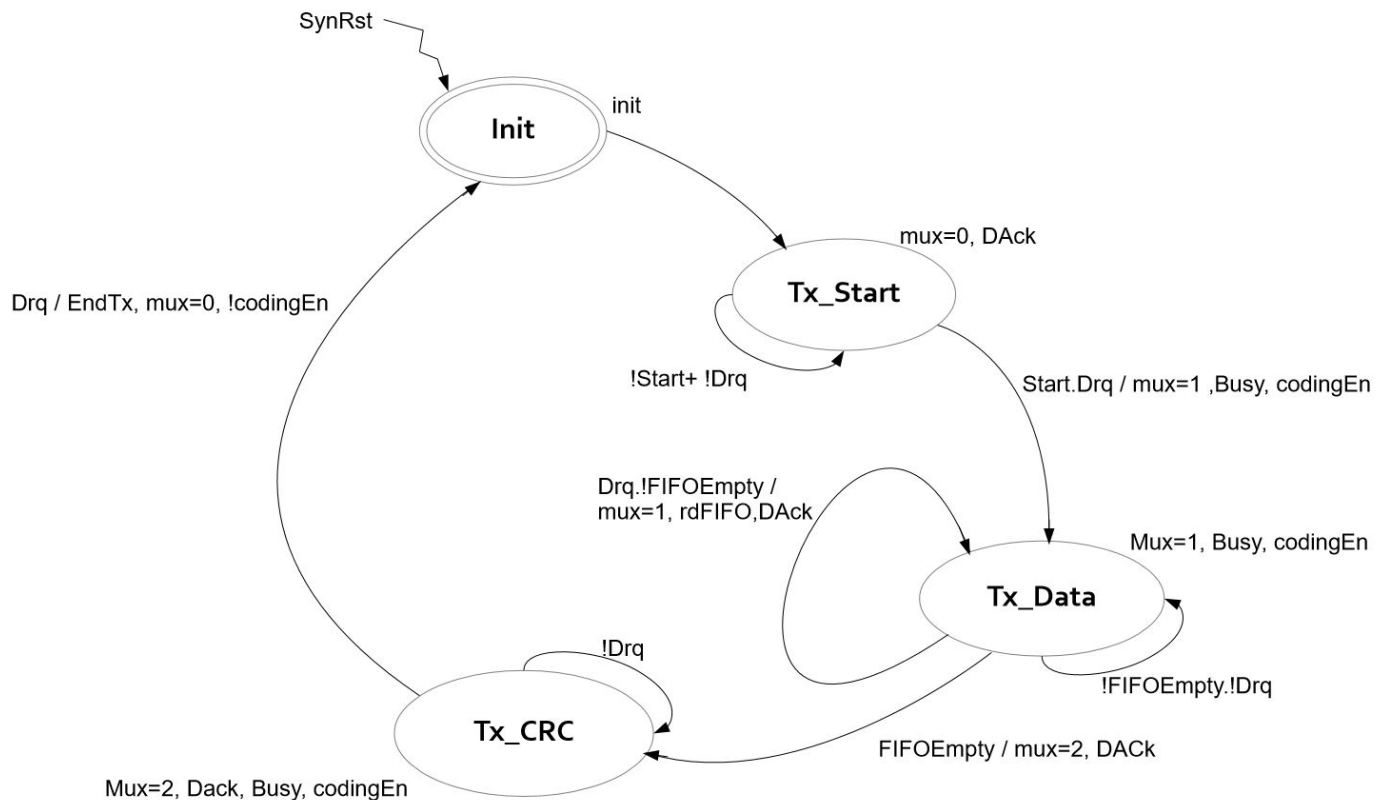 SynRst
Init
init
mux=0, DAck
Tx_Start
Drq / EndTx, mux=0, !codingEn
!Start+ !Drq
Start.Drq / mux=1 ,Busy, codingEn
Drq.!FIFOEmpty /
mux=1, rdFIFO,DAck
Mux=1, Busy, codingEn
Tx_Data
!Drq
!FIFOEmpty.!Drq
Tx_CRC
FIFOEmpty / mux=2, DACk
Mux=2, Dack, Busy, codingEn